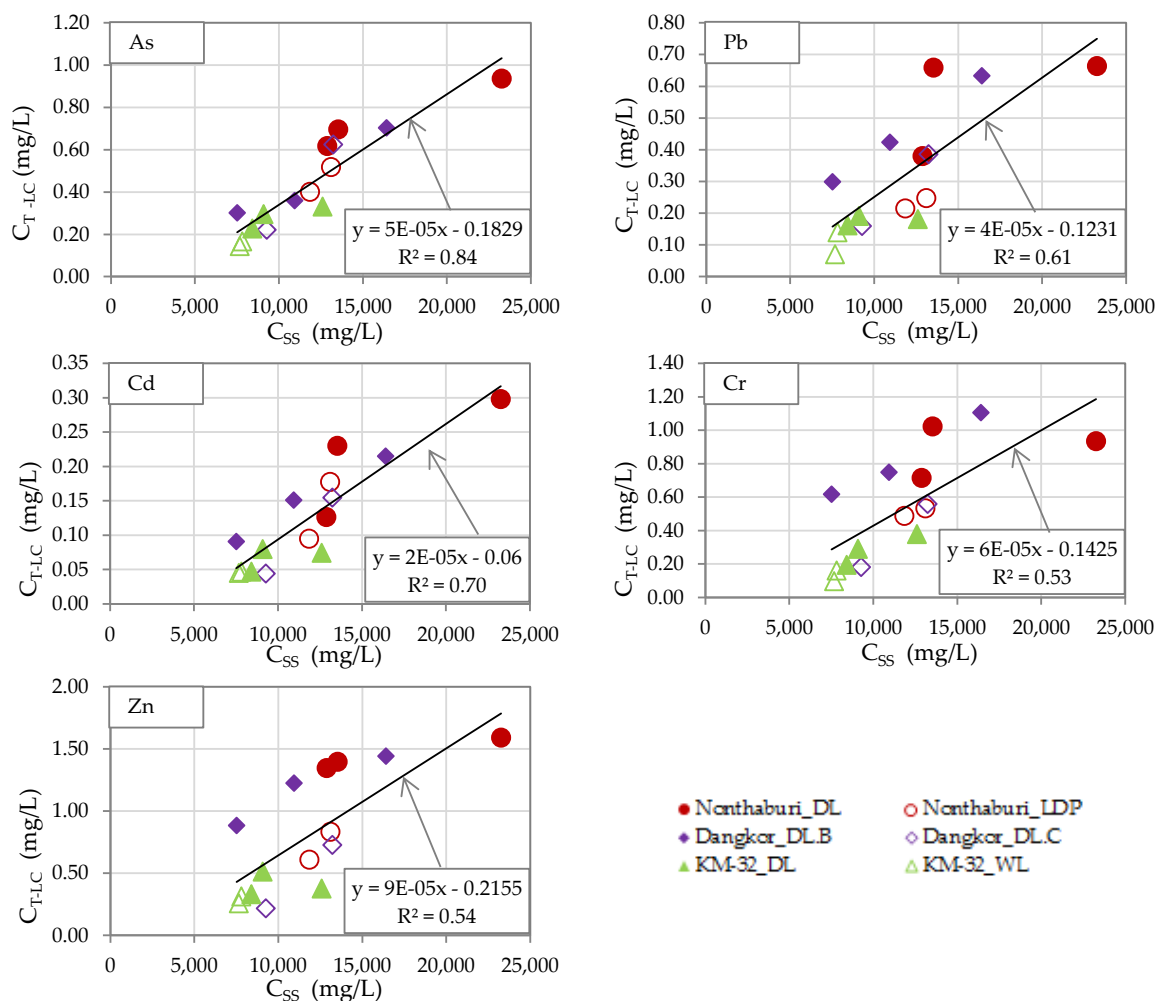 As
1.20
1.00
0.80
0.60
0.40
0.20
0.00
C_T -LC (mg/L)
y = 5E-05x - 0.1829
R² = 0.84
0 5,000 10,000 15,000 20,000 25,000
C_SS (mg/L)
Pb
0.80
0.70
0.60
0.50
0.40
0.30
0.20
0.10
0.00
C_T-LC (mg/L)
y = 4E-05x - 0.1231
R² = 0.61
0 5,000 10,000 15,000 20,000 25,000
C_SS (mg/L)
Cd
0.35
0.30
0.25
0.20
0.15
0.10
0.05
0.00
C_T-LC (mg/L)
y = 2E-05x - 0.06
R² = 0.70
0 5,000 10,000 15,000 20,000 25,000
C_SS (mg/L)
Cr
1.40
1.20
1.00
0.80
0.60
0.40
0.20
0.00
C_T-LC (mg/L)
y = 6E-05x - 0.1425
R² = 0.53
0 5,000 10,000 15,000 20,000 25,000
C_SS (mg/L)
Zn
2.00
1.50
1.00
0.50
0.00
C_T-LC (mg/L)
y = 9E-05x - 0.2155
R² = 0.54
0 5,000 10,000 15,000 20,000 25,000
C_SS (mg/L)
Nonthaburi_DL Nonthaburi_LDP
Dangkor_DL.B Dangkor_DL.C
KM-32_DL KM-32_WL